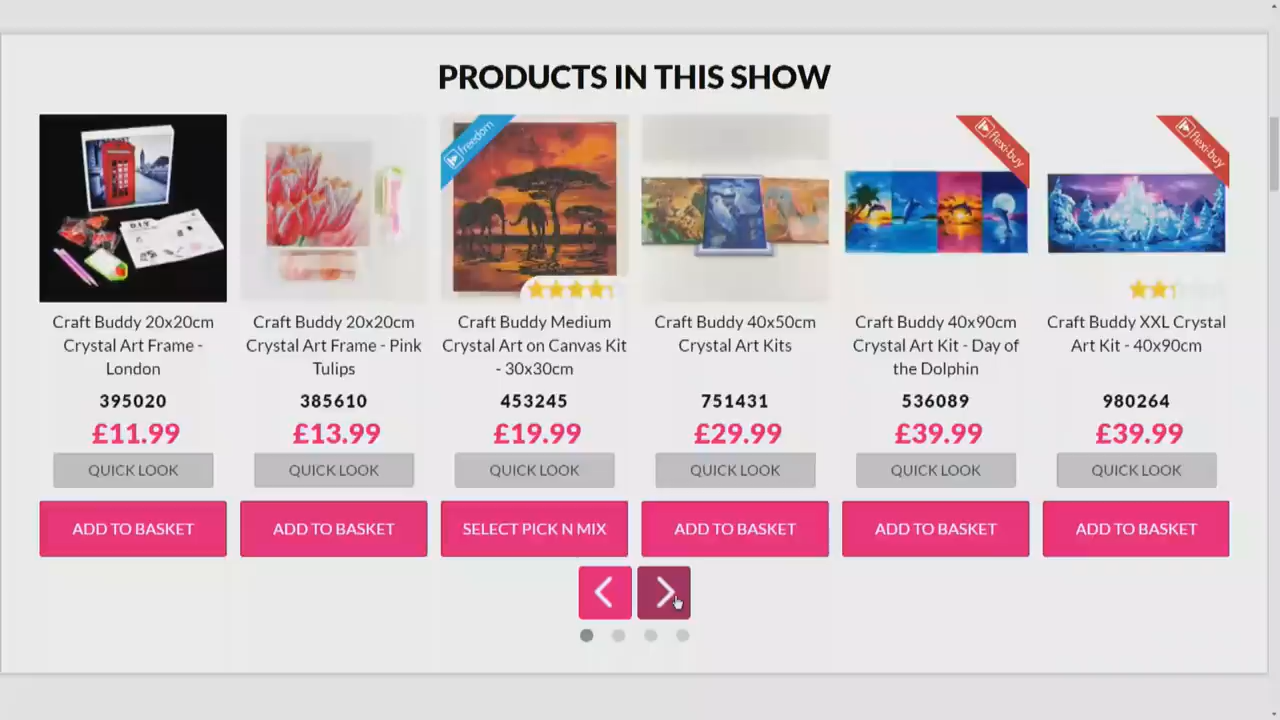 PRODUCTS IN THIS SHOW
freedom
flexi-buy
flexi-buy
Craft Buddy 20x20cm
Crystal Art Frame -
London
395020
£11.99
QUICK LOOK
ADD TO BASKET
Craft Buddy 20x20cm
Crystal Art Frame - Pink
Tulips
385610
£13.99
QUICK LOOK
ADD TO BASKET
Craft Buddy Medium
Crystal Art on Canvas Kit
- 30x30cm
453245
£19.99
QUICK LOOK
SELECT PICK N MIX
Craft Buddy 40x50cm
Crystal Art Kits
751431
£29.99
QUICK LOOK
ADD TO BASKET
Craft Buddy 40x90cm
Crystal Art Kit - Day of
the Dolphin
536089
£39.99
QUICK LOOK
ADD TO BASKET
Craft Buddy XXL Crystal
Art Kit - 40x90cm
980264
£39.99
QUICK LOOK
ADD TO BASKET